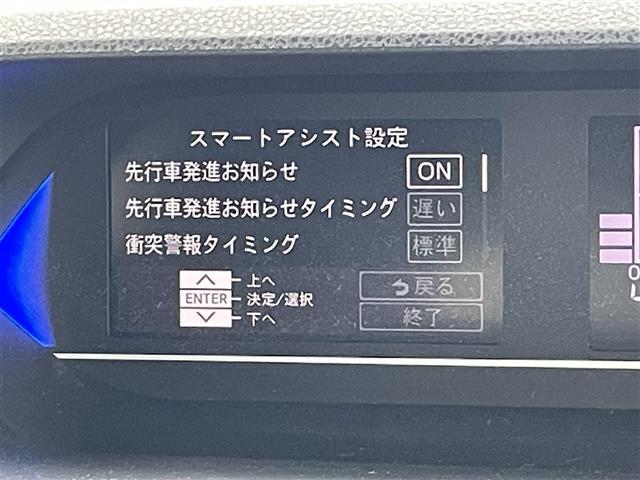 スマートアシスト設定
先行車発進お知らせ ON
先行車発進お知らせタイミング 遅い
衝突警報タイミング 標準
上へ
ENTER 決定/選択
下へ
戻る
終了